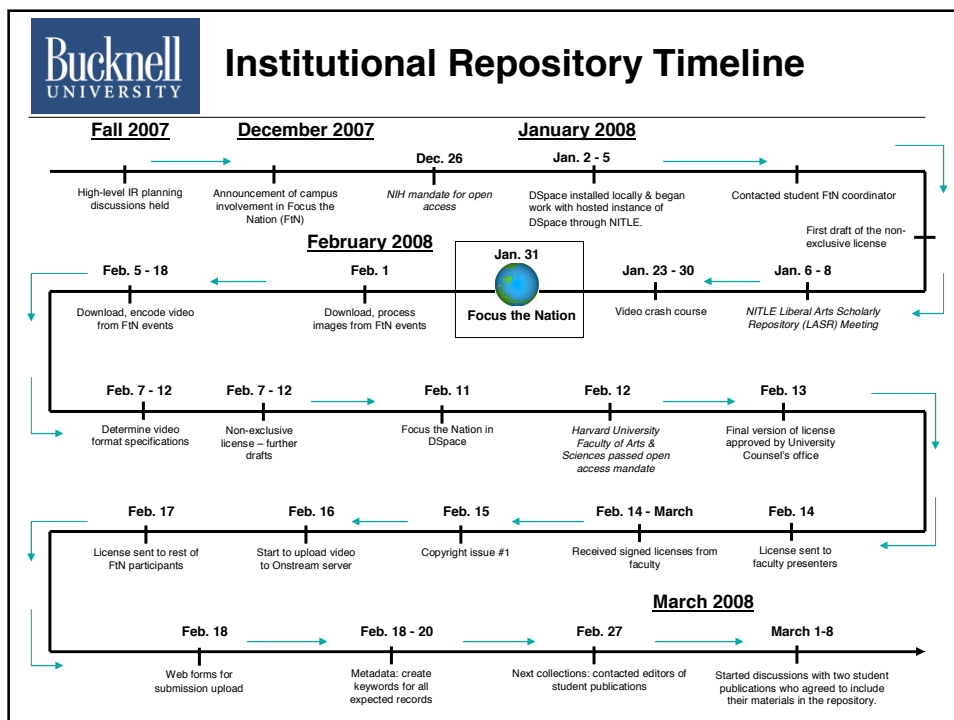 Bucknell
UNIVERSITY
Institutional Repository Timeline
Fall 2007
December 2007
January 2008
High-level IR planning
discussions held
Announcement of campus
involvement in Focus the
Nation (FtN)
Dec. 26
NIH mandate for open
access
Jan. 2 - 5
DSpace installed locally & began
work with hosted instance of
DSpace through NITLE.
Contacted student FtN coordinator
First draft of the non-
exclusive license
Jan. 6 - 8
NITLE Liberal Arts Scholarly
Repository (LASR) Meeting
Jan. 23 - 30
Video crash course
Jan. 31
Focus the Nation
February 2008
Feb. 1
Download, process
images from FtN events
Feb. 5 - 18
Download, encode video
from FtN events
Feb. 7 - 12
Determine video
format specifications
Feb. 7 - 12
Non-exclusive
license – further
drafts
Feb. 11
Focus the Nation in
DSpace
Feb. 12
Harvard University
Faculty of Arts &
Sciences passed open
access mandate
Feb. 13
Final version of license
approved by University
Counsel's office
Feb. 14
License sent to
faculty presenters
Feb. 14 - March
Received signed licenses from
faculty
Feb. 15
Copyright issue #1
Feb. 16
Start to upload video
to Onstream server
Feb. 17
License sent to rest of
FtN participants
Feb. 18
Web forms for
submission upload
Feb. 18 - 20
Metadata: create
keywords for all
expected records
Feb. 27
Next collections: contacted editors of
student publications
March 2008
March 1-8
Started discussions with two student
publications who agreed to include
their materials in the repository.